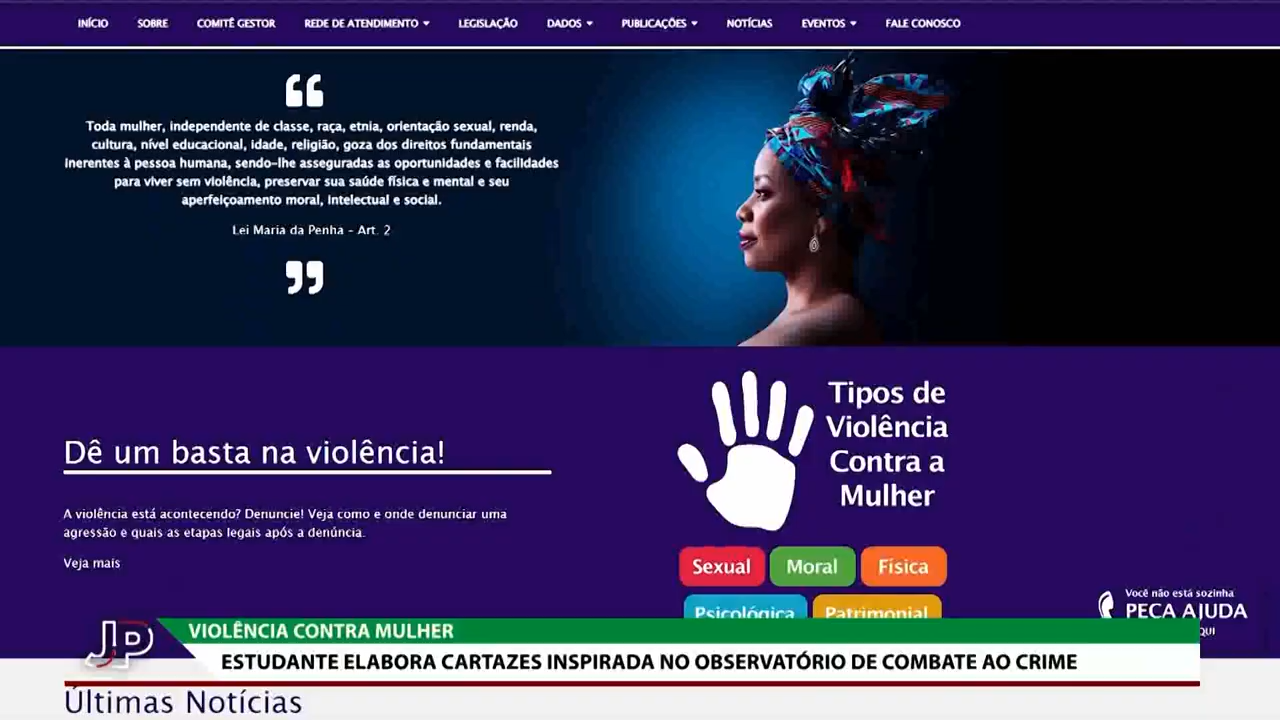 INÍCIO SOBRE COMITÊ GESTOR REDE DE ATENDIMENTO LEGISLAÇÃO DADOS PUBLICAÇÕES NOTÍCIAS EVENTOS FALE CONOSCO
“
Toda mulher, independente de classe, raça, etnia, orientação sexual, renda,
cultura, nível educacional, idade, religião, goza dos direitos fundamentais
inerentes à pessoa humana, sendo-lhe asseguradas as oportunidades e facilidades
para viver sem violência, preservar sua saúde física e mental e seu
aperfeiçoamento moral, intelectual e social.
Lei Maria da Penha - Art. 2
”
Dê um basta na violência!
A violência está acontecendo? Denuncie! Veja como e onde denunciar uma
agressão e quais as etapas legais após a denúncia.
Veja mais
Tipos de
Violência
Contra a
Mulher
Sexual Moral Física
Psicológica Patrimonial
Você não está sozinha
PEÇA AJUDA
QUI
JP
VIOLÊNCIA CONTRA MULHER
ESTUDANTE ELABORA CARTAZES INSPIRADA NO OBSERVATÓRIO DE COMBATE AO CRIME
Últimas Notícias